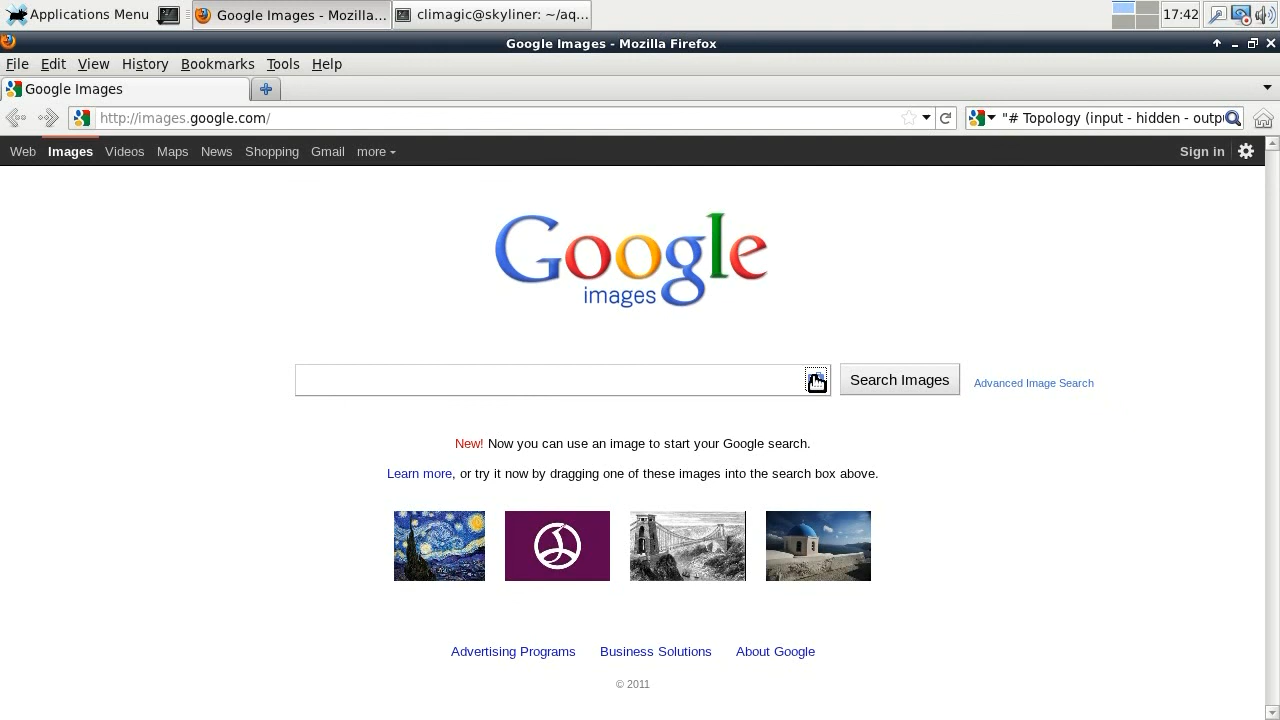 Applications Menu Google Images - Mozilla... climagic@skyliner: ~/aq... 17:42
Google Images - Mozilla Firefox
File Edit View History Bookmarks Tools Help
Google Images
http://images.google.com/ "# Topology (input - hidden - outp
Web Images Videos Maps News Shopping Gmail more Sign in
Google
images
Search Images Advanced Image Search
New! Now you can use an image to start your Google search.
Learn more, or try it now by dragging one of these images into the search box above.
Advertising Programs Business Solutions About Google
© 2011